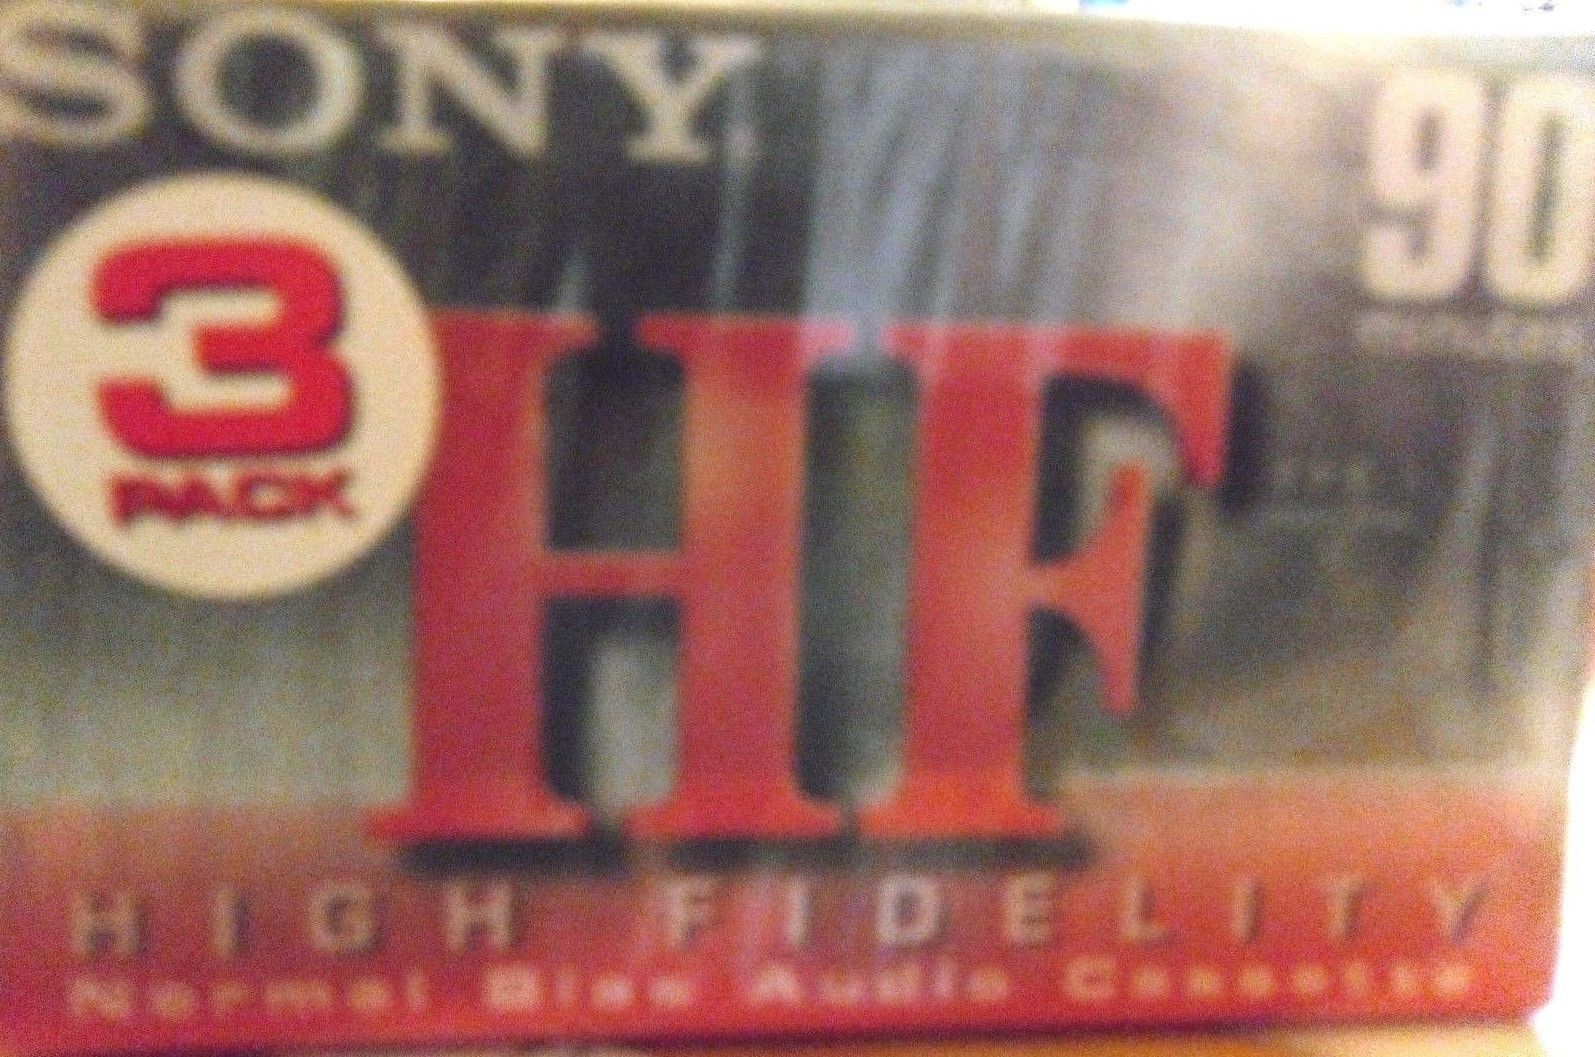 SONY
90
3
PACK
HF
HIGH FIDELITY
Normal Bias Audio Cassette